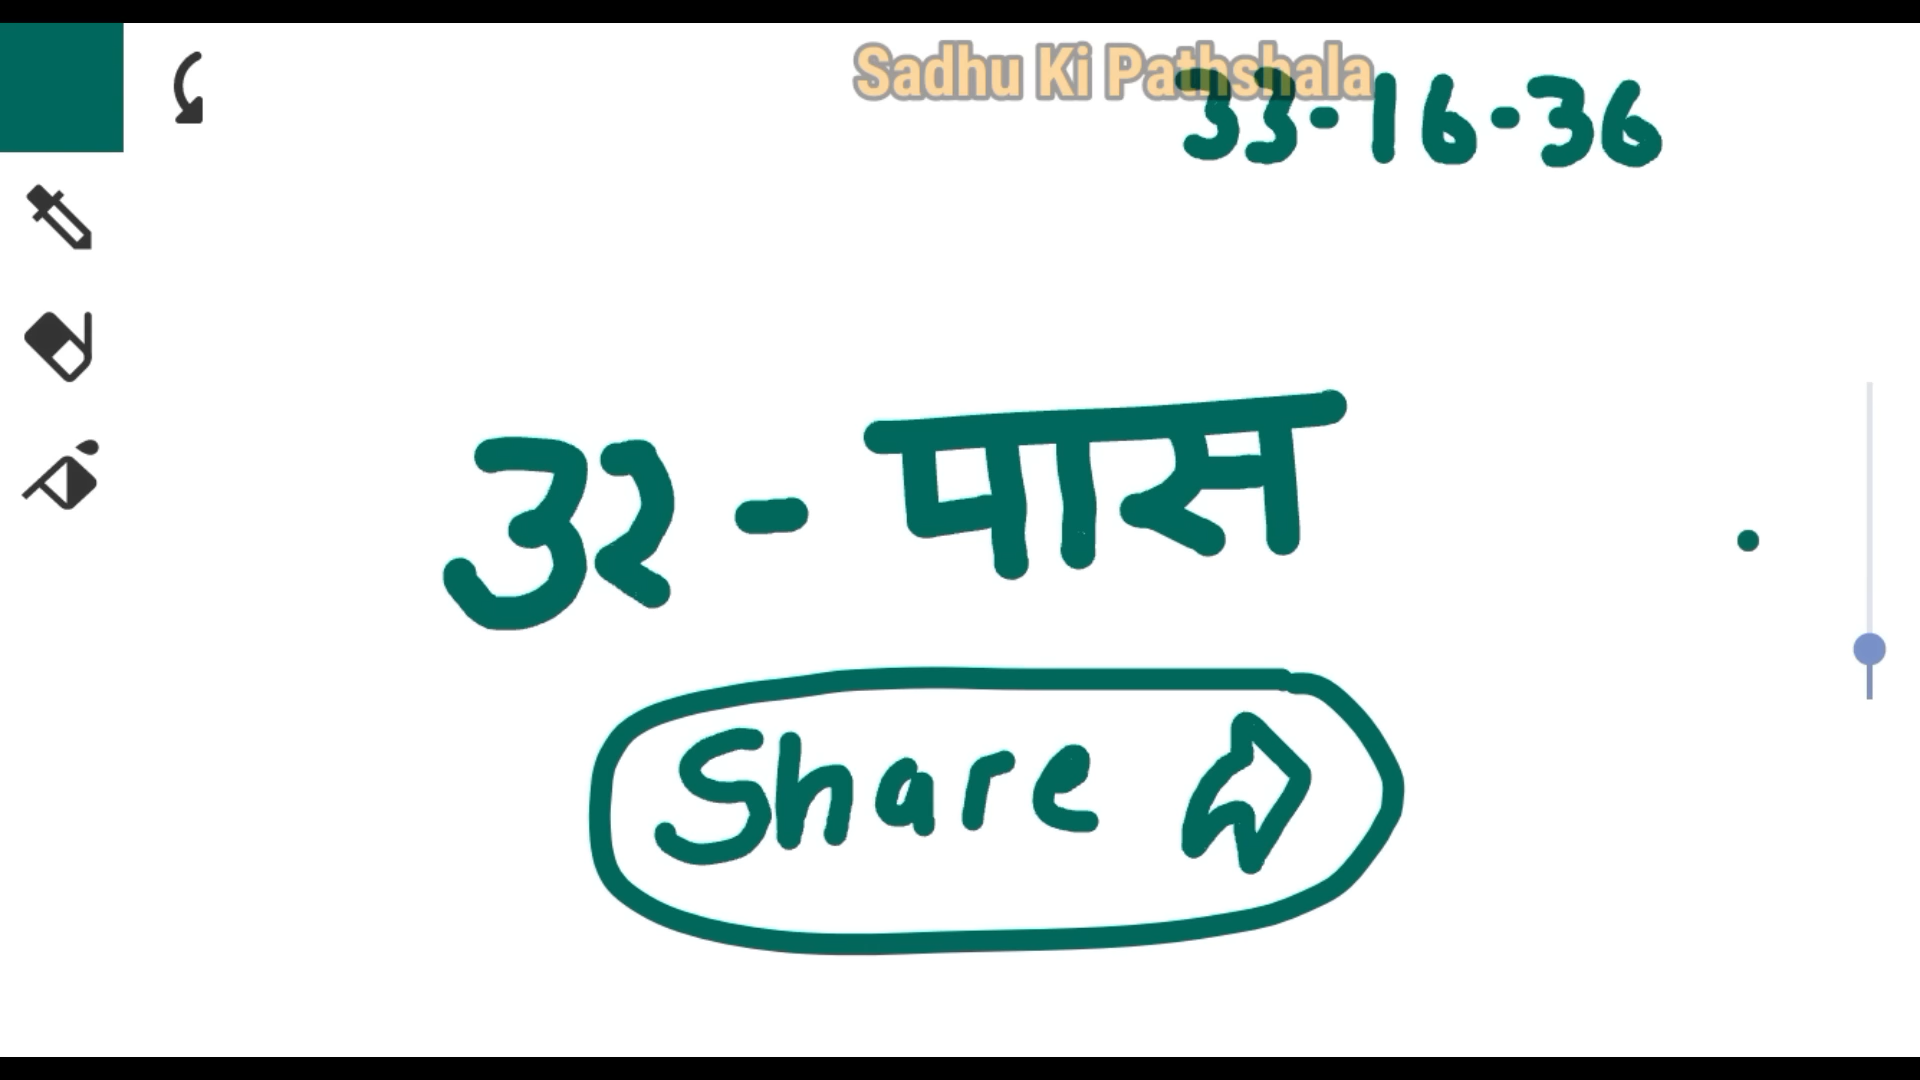 Sadhu Ki Pathshala
33-16-36
३२ - पास
Share